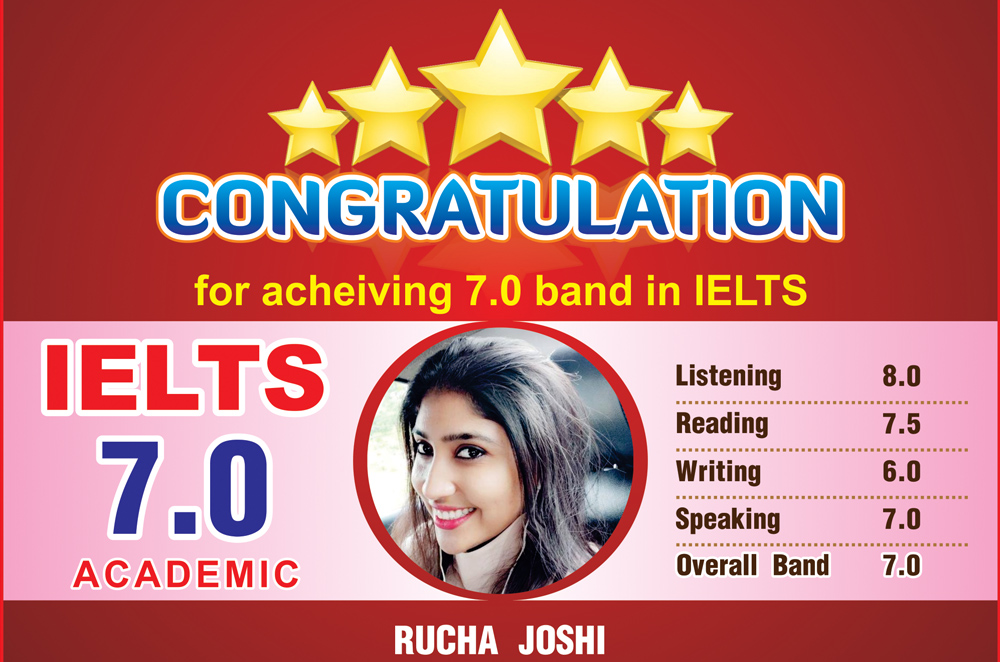 CONGRATULATION
for acheiving 7.0 band in IELTS
IELTS
7.0
ACADEMIC
Listening 8.0
Reading 7.5
Writing 6.0
Speaking 7.0
Overall Band 7.0
RUCHA JOSHI